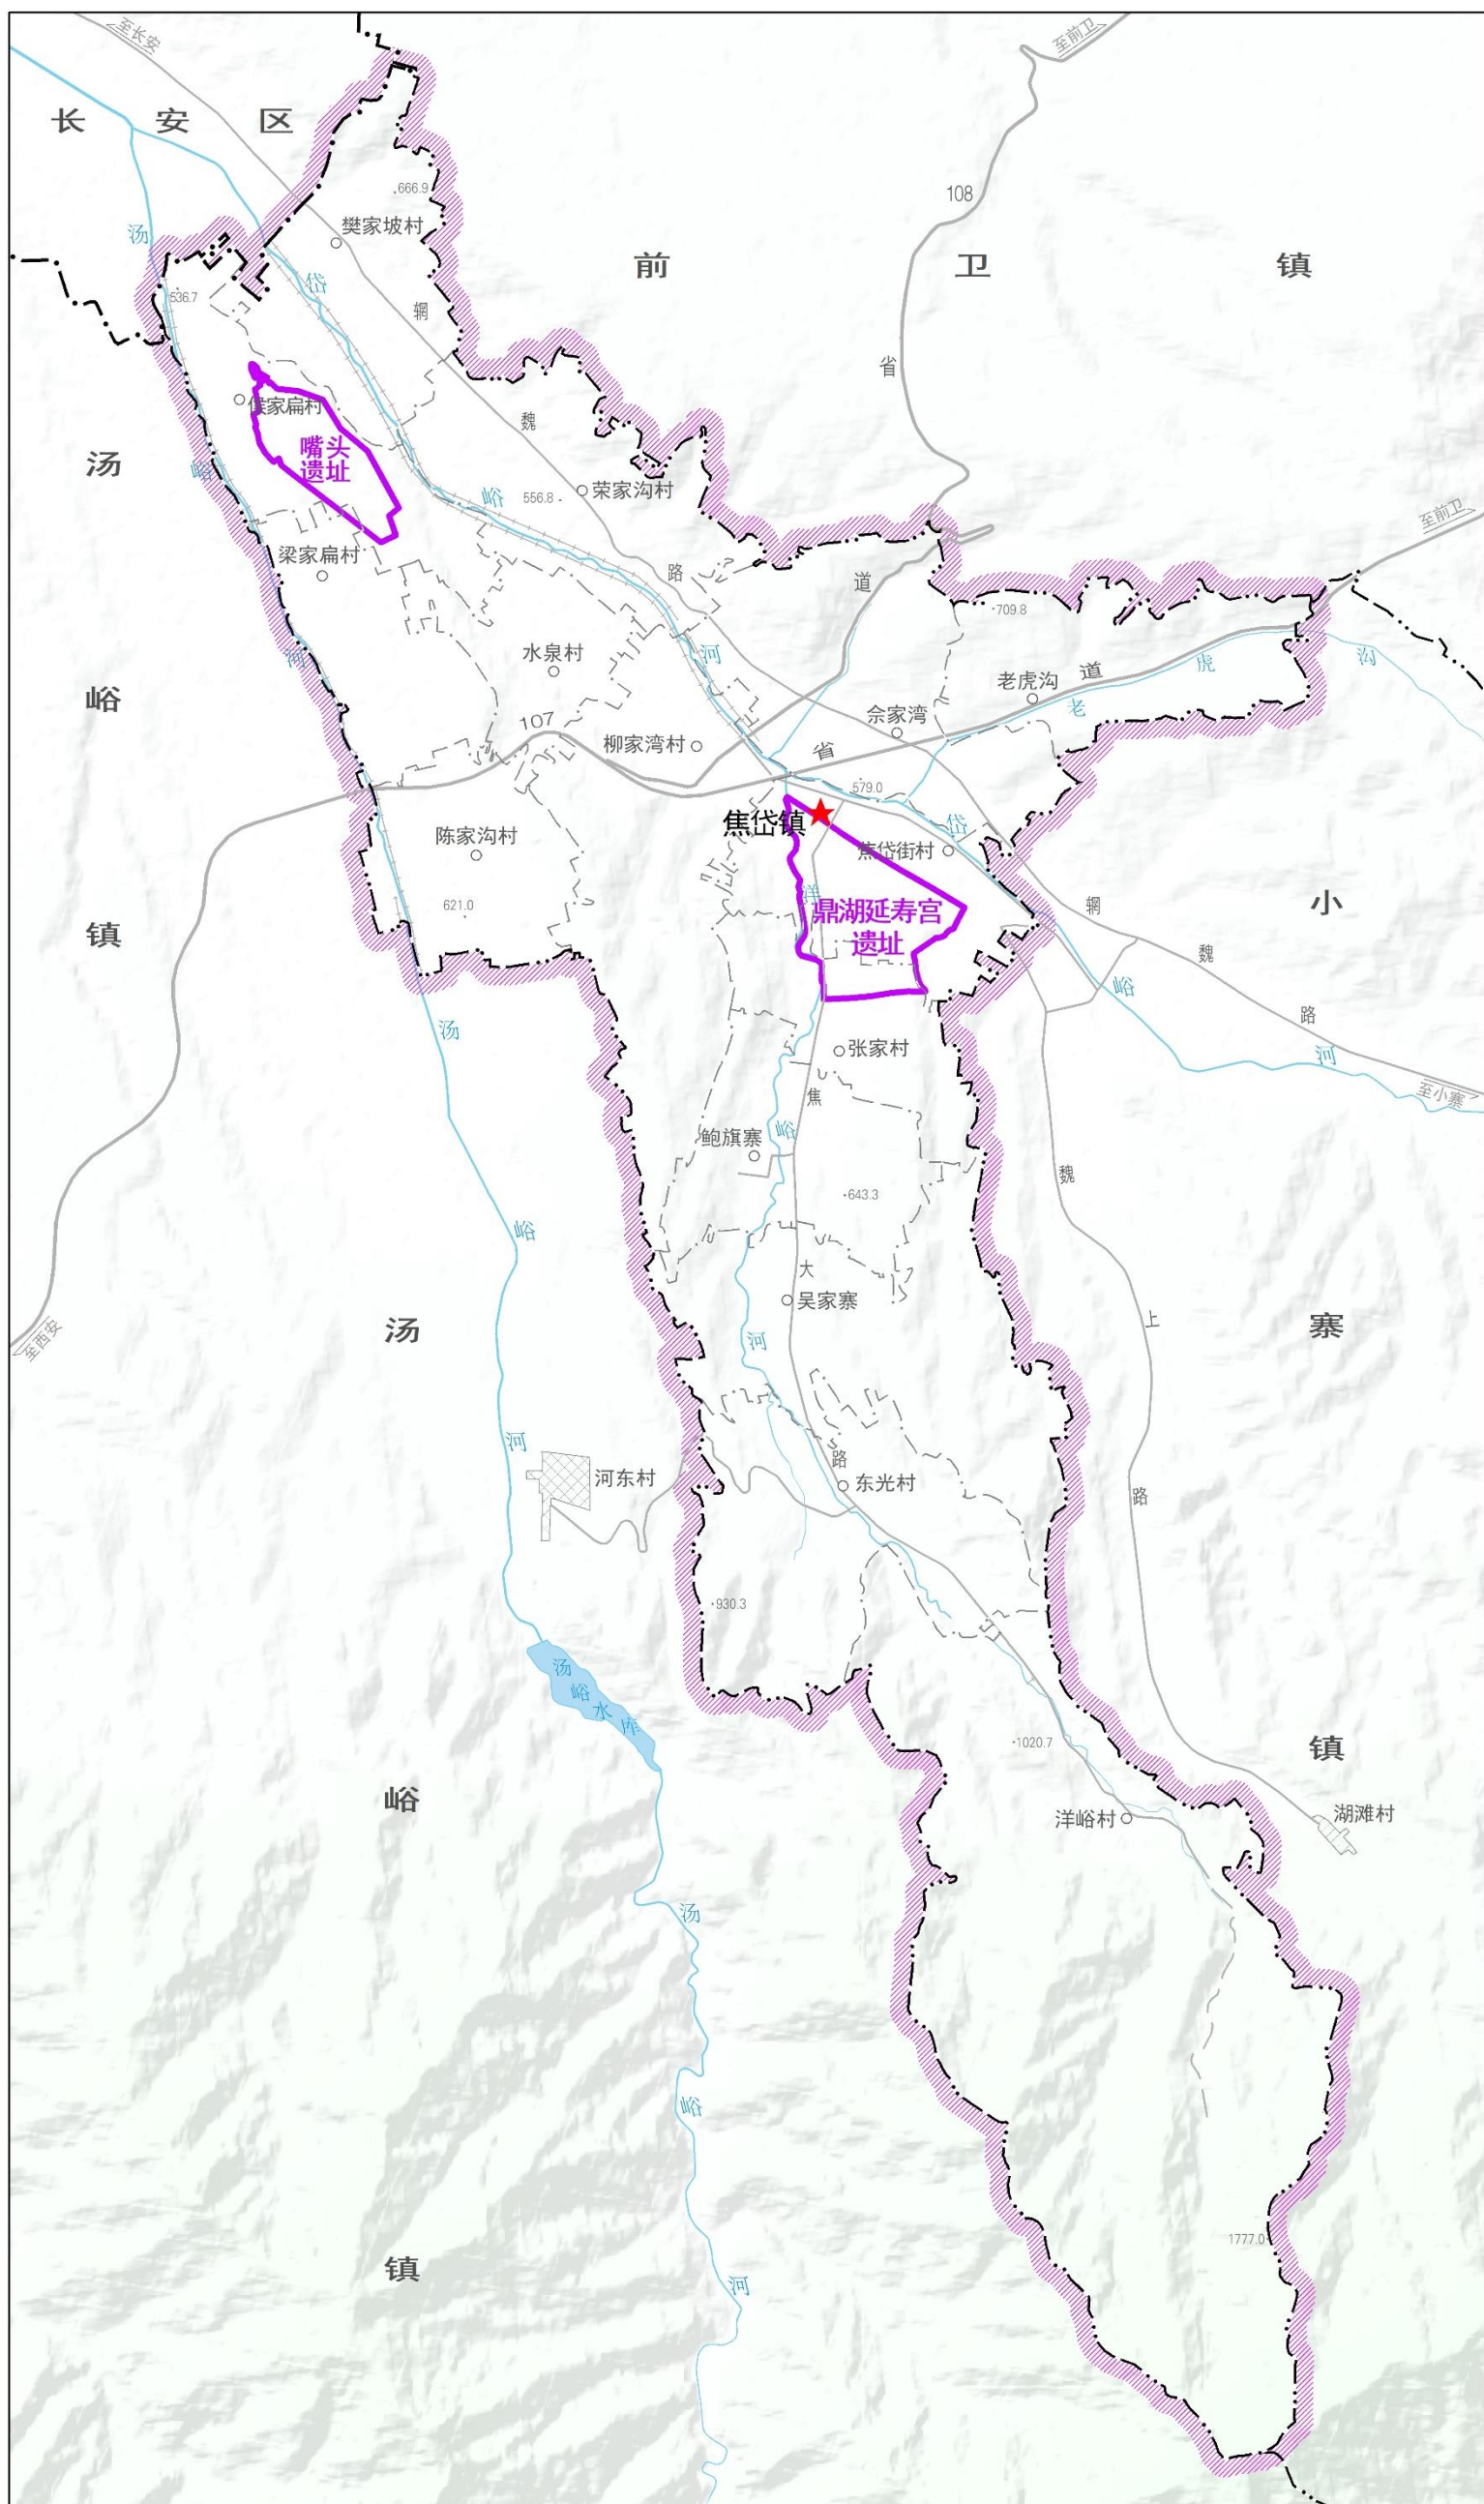 至长安
至前卫
长安区
108
666.9
樊家坡村
汤
前卫镇
岱
536.7
辋
省
侯家扁村
魏
嘴头
遗址
汤
峪
峪
556.8
荣家沟村
至前卫
梁家扁村
路
道
709.8
河
河
水泉村
虎
沟
峪
老虎沟
道
老
佘家湾
107
柳家湾村
省
579.0
焦岱镇
岱
陈家沟村
焦岱街村
洋
621.0
鼎湖延寿宫
遗址
辋
小
镇
魏
峪
路
汤
张家村
河
焦
至小寨
峪
鲍旗寨
魏
643.3
峪
大
吴家寨
上
寨
汤
河
至西安
河
路
河东村
东光村
路
930.3
汤
峪
水
库
1020.7
镇
峪
洋峪村
湖滩村
汤
峪
1777.0
镇
河